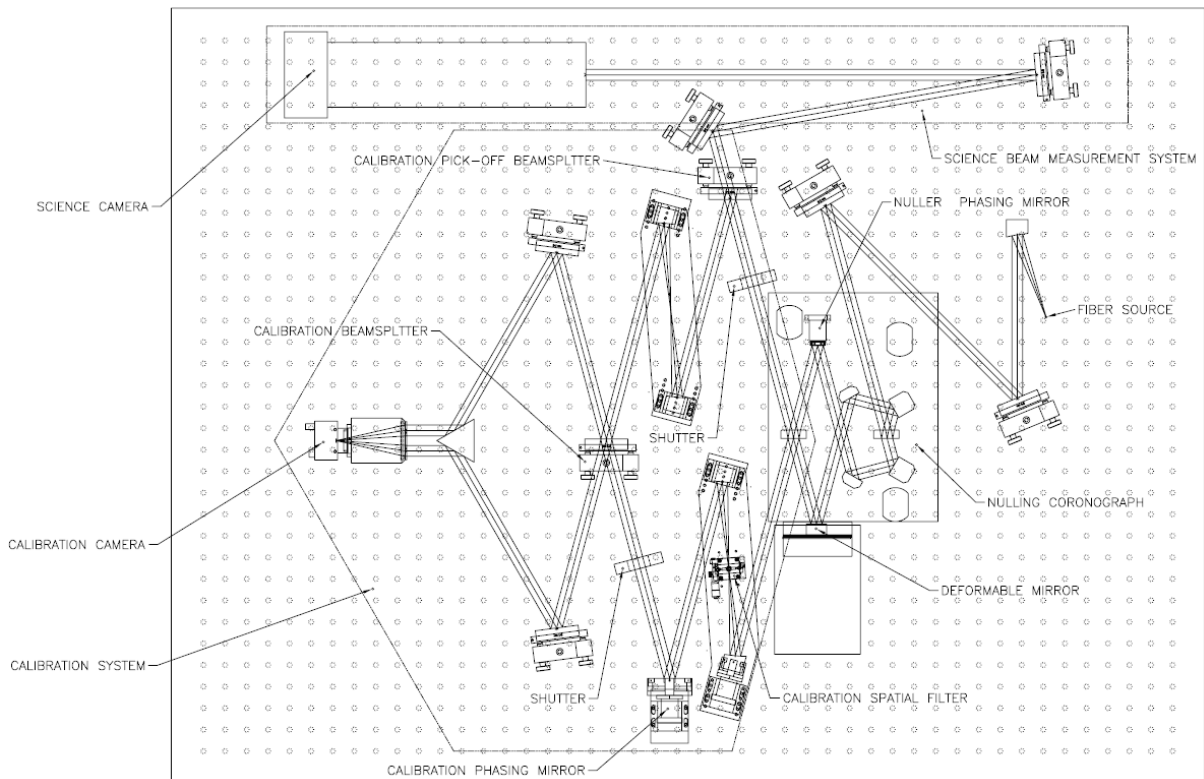 CALIBRATION PICK-OFF BEAMSPLTTER
SCIENCE BEAM MEASUREMENT SYSTEM
SCIENCE CAMERA
NULLER PHASING MIRROR
FIBER SOURCE
CALIBRATION BEAMSPLTTER
SHUTTER
NULLING CORONOGRAPH
CALIBRATION CAMERA
DEFORMABLE MIRROR
CALIBRATION SYSTEM
SHUTTER
CALIBRATION SPATIAL FILTER
CALIBRATION PHASING MIRROR